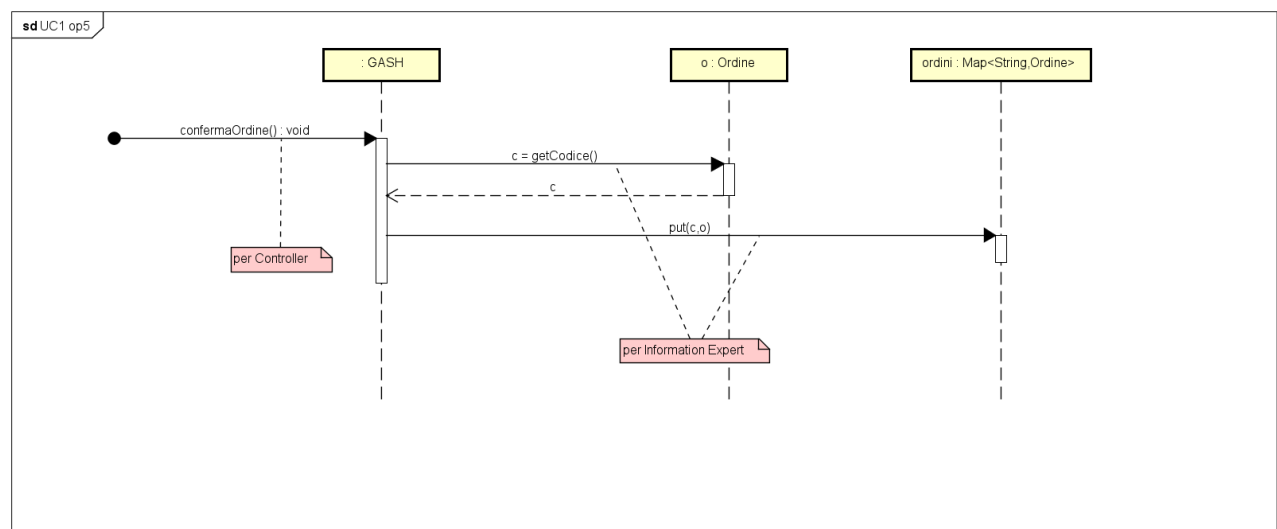 sd UC1 op5
: GASH
o : Ordine
ordini : Map<String,Ordine>
confermaOrdine() : void
c = getCodice()
c
put(c,o)
per Controller
per Information Expert